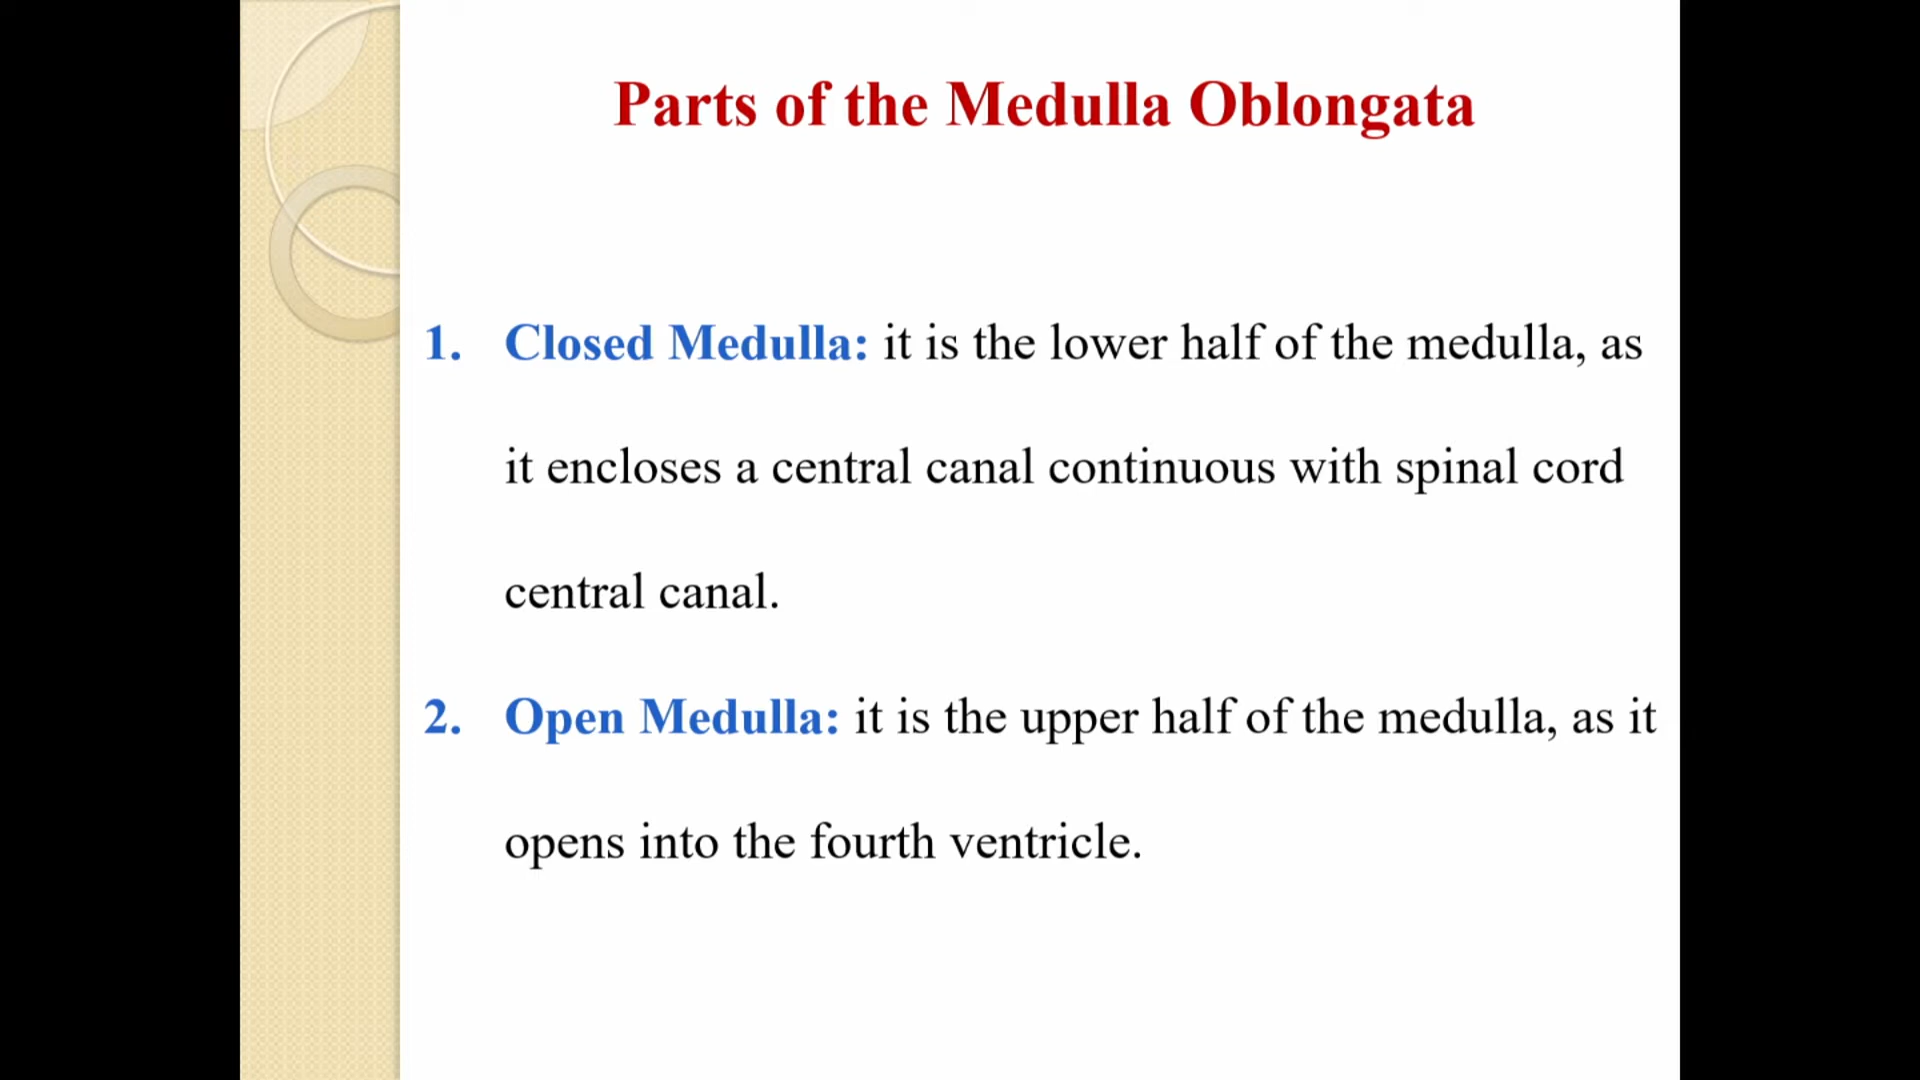 Parts of the Medulla Oblongata
1. Closed Medulla: it is the lower half of the medulla, as
it encloses a central canal continuous with spinal cord
central canal.
2. Open Medulla: it is the upper half of the medulla, as it
opens into the fourth ventricle.